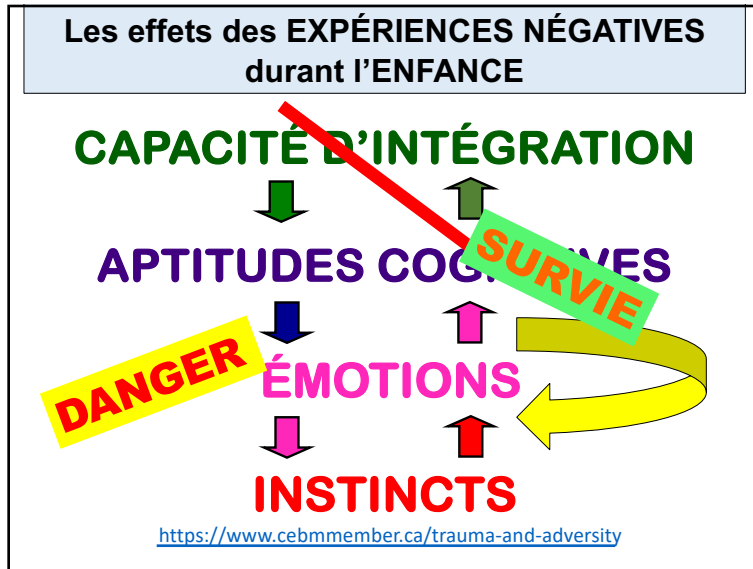 Les effets des EXPÉRIENCES NÉGATIVES
durant l'ENFANCE
CAPACITÉ D'INTÉGRATION
APTITUDES COGNITIVES
SURVIE
DANGER
ÉMOTIONS
INSTINCTS
https://www.cebmmember.ca/trauma-and-adversity